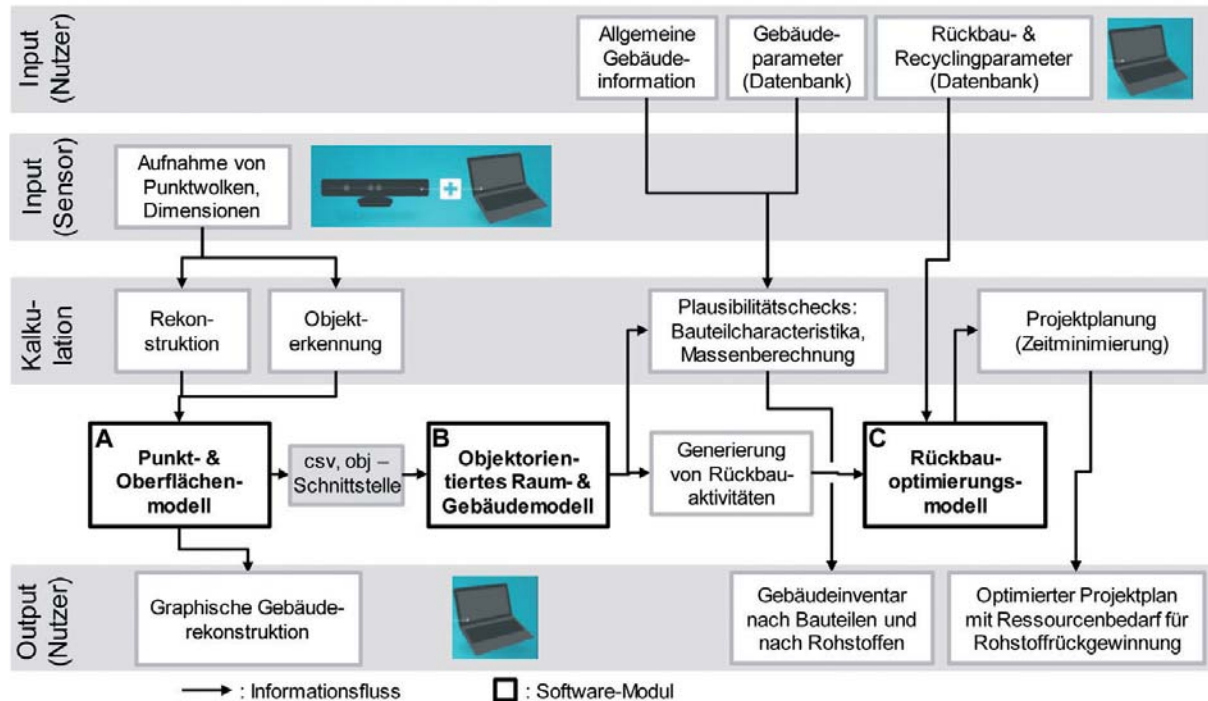 Input
(Nutzer)
Allgemeine
Gebäude-
information
Gebäude-
parameter
(Datenbank)
Rückbau- &
Recyclingparameter
(Datenbank)
Input
(Sensor)
Aufnahme von
Punktwolken,
Dimensionen
Kalku-
lation
Rekon-
struktion
Objekt-
erkennung
Plausibilitätschecks:
Bauteilcharacteristika,
Massenberechnung
Projektplanung
(Zeitminimierung)
A
Punkt- &
Oberflächen-
modell
csv, obj –
Schnittstelle
B
Objektorien-
tiertes Raum- &
Gebäudemodell
Generierung
von Rückbau-
aktivitäten
C
Rückbau-
optimierungs-
modell
Output
(Nutzer)
Graphische Gebäude-
rekonstruktion
Gebäudeinventar
nach Bauteilen und
nach Rohstoffen
Optimierter Projektplan
mit Ressourcenbedarf für
Rohstoffrückgewinnung
: Informationsfluss
: Software-Modul